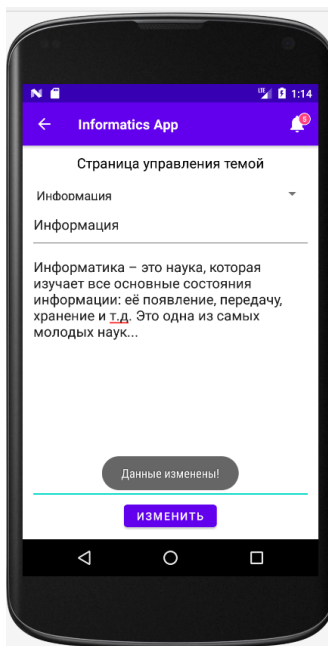 LTE 1:14
Informatics App 5
Страница управления темой
Информация
Информация
Информатика – это наука, которая
изучает все основные состояния
информации: её появление, передачу,
хранение и т.д. Это одна из самых
молодых наук...
Данные изменены!
ИЗМЕНИТЬ